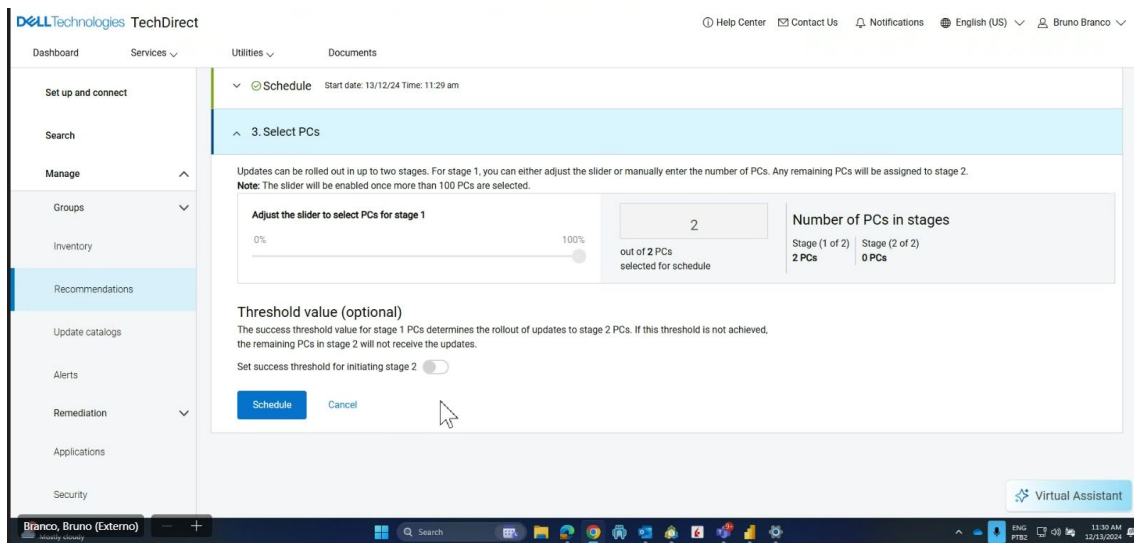 DELLTechnologies TechDirect
Help Center Contact Us Notifications English (US) Bruno Branco
Dashboard Services Utilities Documents
Set up and connect
Search
Manage
Groups
Inventory
Recommendations
Update catalogs
Alerts
Remediation
Applications
Security
Schedule Start date: 13/12/24 Time: 11:29 am
3. Select PCs
Updates can be rolled out in up to two stages. For stage 1, you can either adjust the slider or manually enter the number of PCs. Any remaining PCs will be assigned to stage 2.
Note: The slider will be enabled once more than 100 PCs are selected.
Adjust the slider to select PCs for stage 1
0% 100%
2
out of 2 PCs
selected for schedule
Number of PCs in stages
Stage (1 of 2) Stage (2 of 2)
2 PCs 0 PCs
Threshold value (optional)
The success threshold value for stage 1 PCs determines the rollout of updates to stage 2 PCs. If this threshold is not achieved,
the remaining PCs in stage 2 will not receive the updates.
Set success threshold for initiating stage 2
Schedule Cancel
Virtual Assistant
Branco, Bruno (Externo)
Mostly cloudy
Search
ENG
PTB2
11:30 AM
12/13/2024